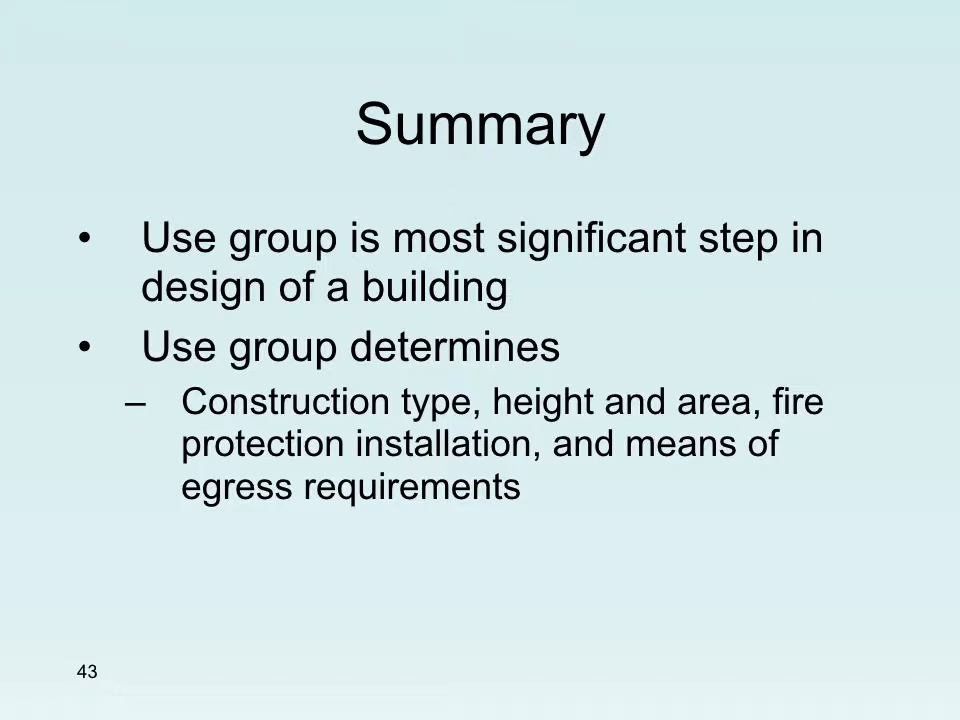 Summary
• Use group is most significant step in
design of a building
• Use group determines
– Construction type, height and area, fire
protection installation, and means of
egress requirements
43